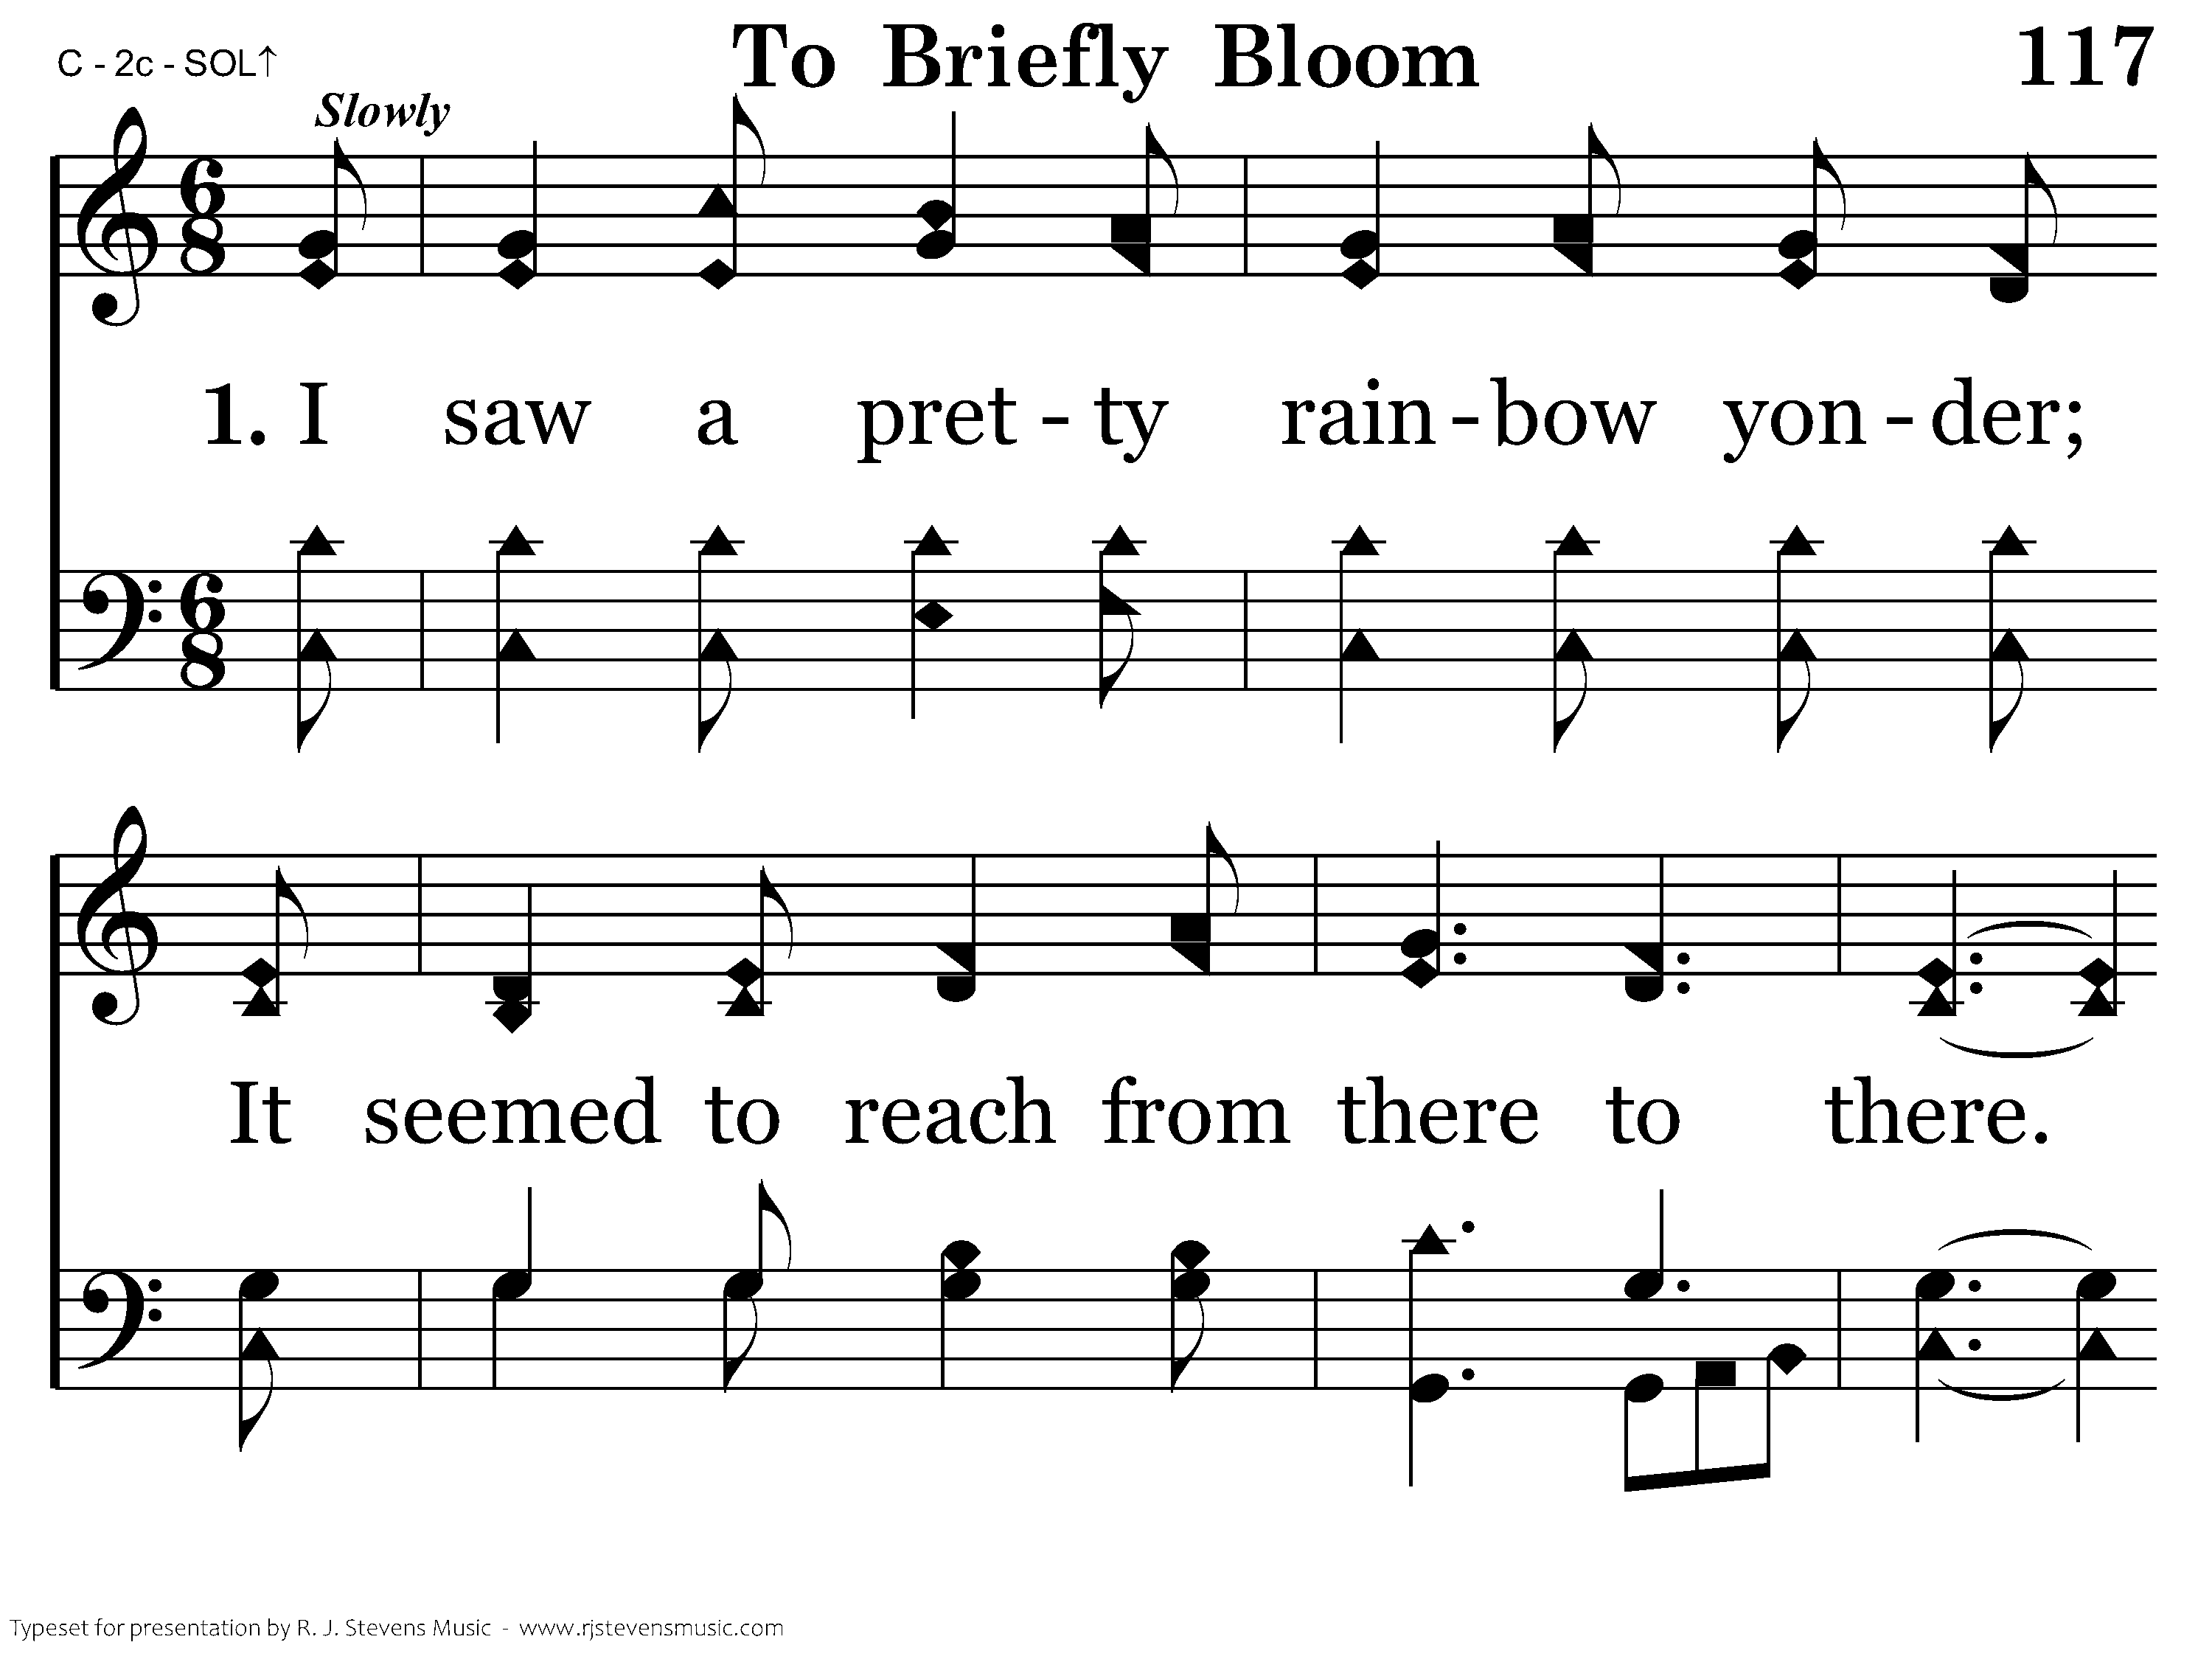 C - 2c - SOL↑ To Briefly Bloom 117
Slowly
1. I saw a pret - ty rain - bow yon - der;
It seemed to reach from there to there.
Typeset for presentation by R. J. Stevens Music - www.rjstevensmusic.com